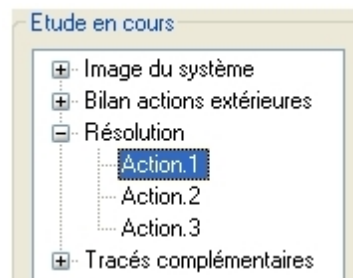 Etude en cours
Image du système
Bilan actions extérieures
Résolution
Action.1
Action.2
Action.3
Tracés complémentaires